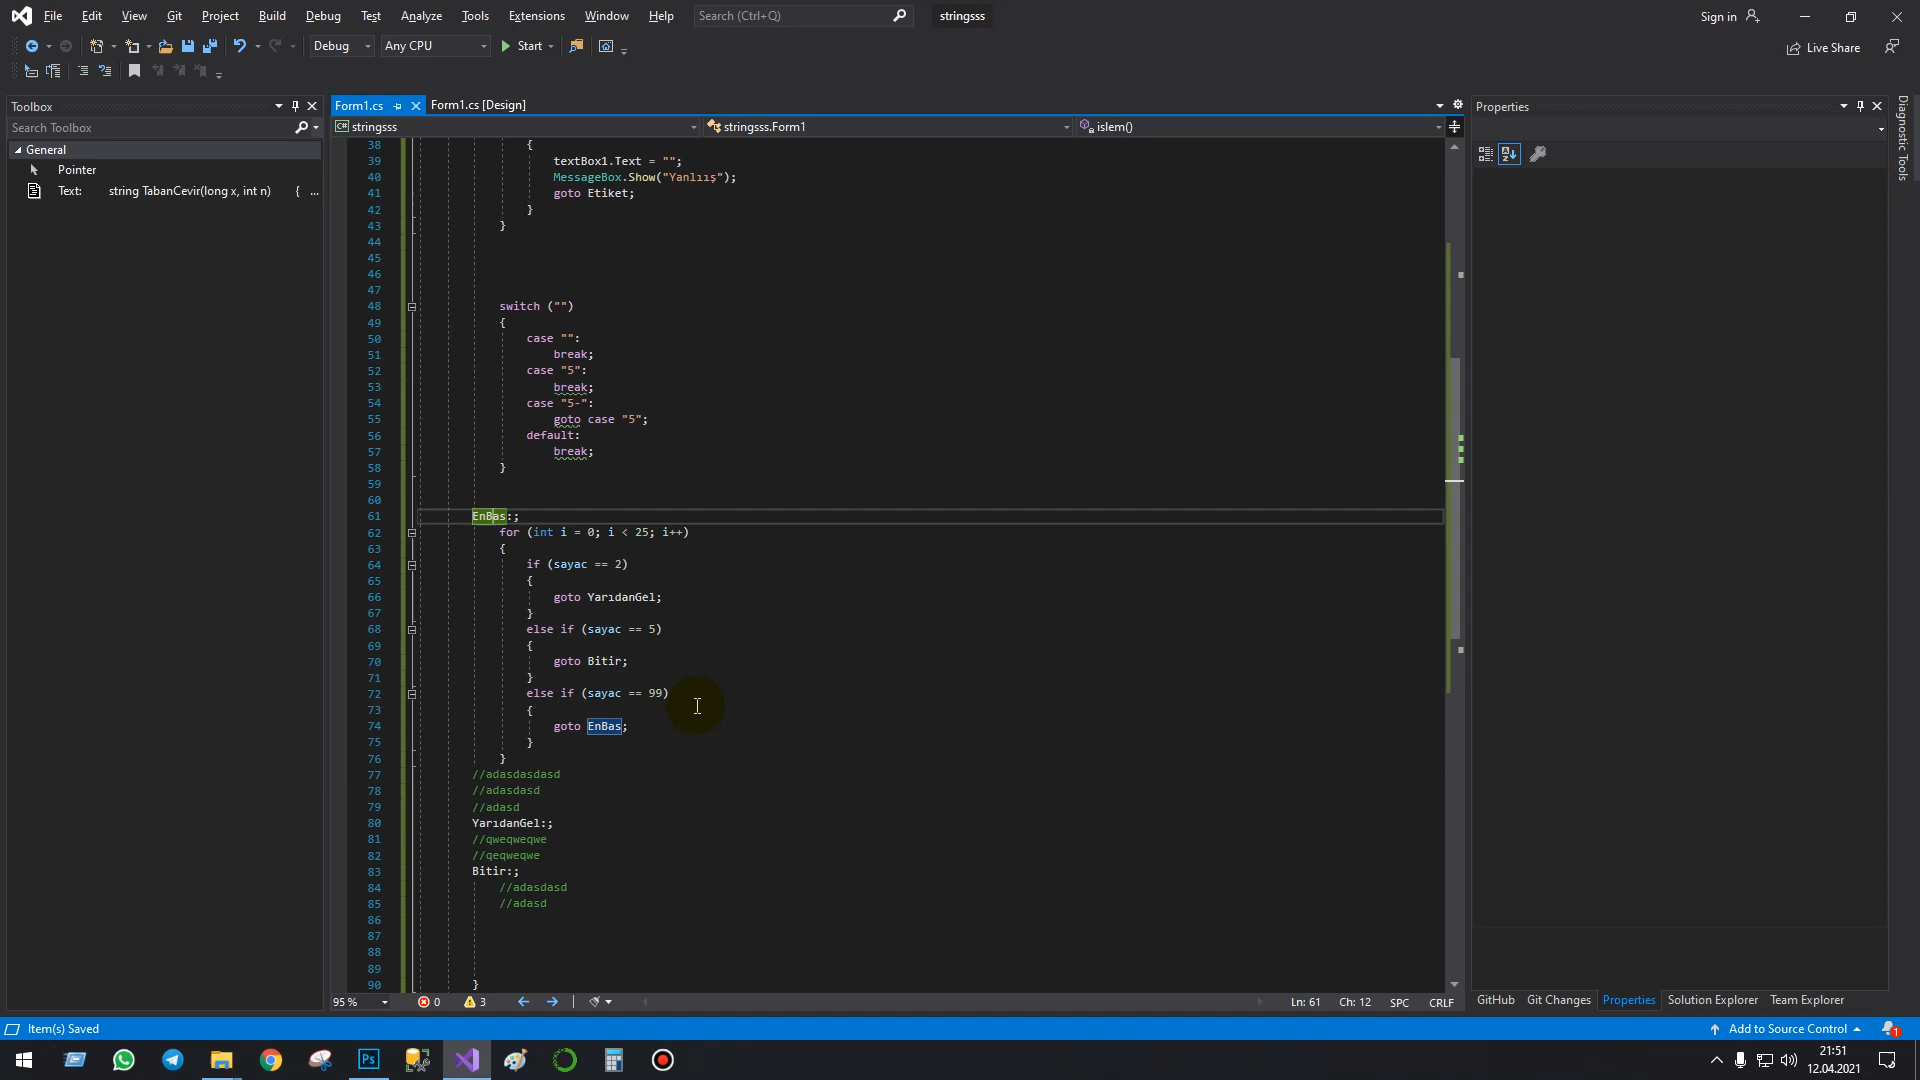 File Edit View Git Project Build Debug Test Analyze Tools Extensions Window Help Search (Ctrl+Q) stringsss Sign in
Debug Any CPU Start Live Share
Toolbox
Search Toolbox
General
Pointer
Text: string TabanCevir(long x, int n) { ...
Form1.cs Form1.cs [Design]
stringsss stringsss.Form1 islem()
38 {
39 textBox1.Text = "";
40 MessageBox.Show("Yanlııış");
41 goto Etiket;
42 }
43 }
44
45
46
47
48 switch ("")
49 {
50 case "":
51 break;
52 case "5":
53 break;
54 case "5-":
55 goto case "5";
56 default:
57 break;
58 }
59
60
61 EnBas:;
62 for (int i = 0; i < 25; i++)
63 {
64 if (sayac == 2)
65 {
66 goto YarıdanGel;
67 }
68 else if (sayac == 5)
69 {
70 goto Bitir;
71 }
72 else if (sayac == 99)
73 {
74 goto EnBas;
75 }
76 }
77 //adasdasdasd
78 //adasdasd
79 //adasd
80 YarıdanGel:;
81 //qweqweqwe
82 //qeqweqwe
83 Bitir:;
84 //adasdasd
85 //adasd
86
87
88
89
90 }
95 % 0 3 Ln: 61 Ch: 12 SPC CRLF
Properties
Diagnostic Tools
GitHub Git Changes Properties Solution Explorer Team Explorer
Item(s) Saved Add to Source Control 1
Ps
21:51
12.04.2021